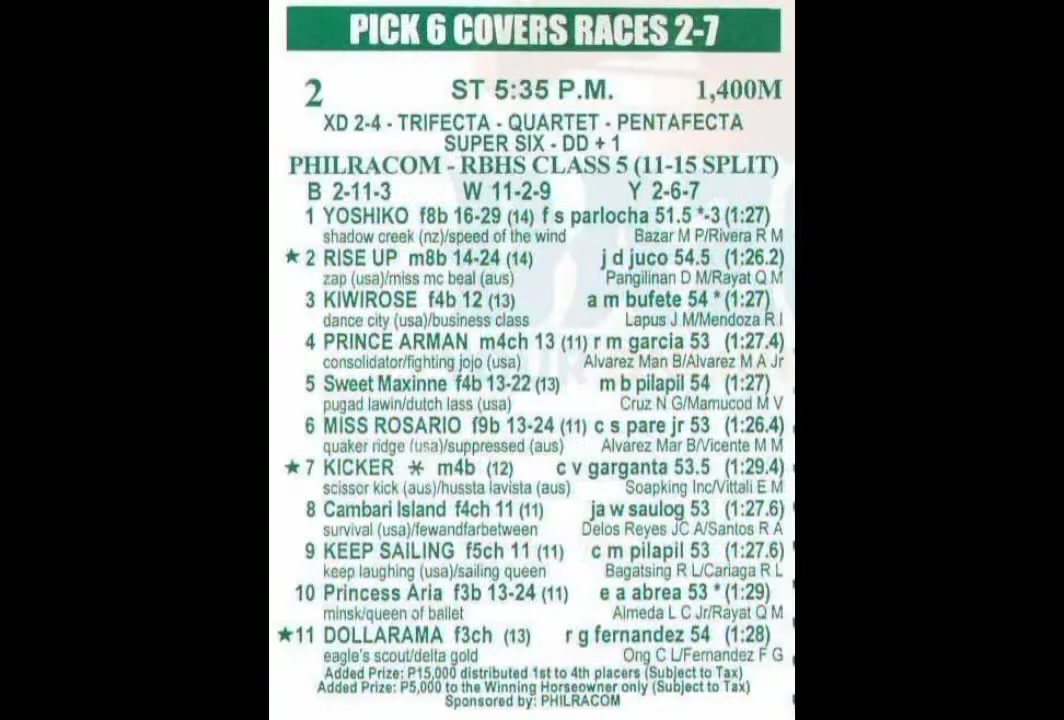 PICK 6 COVERS RACES 2-7
2 ST 5:35 P.M. 1,400M
XD 2-4 - TRIFECTA - QUARTET - PENTAFECTA
SUPER SIX - DD + 1
PHILRACOM - RBHS CLASS 5 (11-15 SPLIT)
B 2-11-3 W 11-2-9 Y 2-6-7
1 YOSHIKO f8b 16-29 (14) f s parlocha 51.5 *-3 (1:27)
shadow creek (nz)/speed of the wind Bazar M P/Rivera R M
★ 2 RISE UP m8b 14-24 (14) j d juco 54.5 (1:26.2)
zap (usa)/miss mc beal (aus) Pangilinan D M/Rayat Q M
3 KIWIROSE f4b 12 (13) a m bufete 54 * (1:27)
dance city (usa)/business class Lapus J M/Mendoza R I
4 PRINCE ARMAN m4ch 13 (11) r m garcia 53 (1:27.4)
consolidator/fighting jojo (usa) Alvarez Man B/Alvarez M A Jr
5 Sweet Maxinne f4b 13-22 (13) m b pilapil 54 (1:27)
pugad lawin/dutch lass (usa) Cruz N G/Mamucod M V
6 MISS ROSARIO f9b 13-24 (11) c s pare jr 53 (1:26.4)
quaker ridge (usa)/suppressed (aus) Alvarez Mar B/Vicente M M
★ 7 KICKER ✳ m4b (12) c v garganta 53.5 (1:29.4)
scissor kick (aus)/hussta lavista (aus) Soapking Inc/Vittali E M
8 Cambari Island f4ch 11 (11) ja w saulog 53 (1:27.6)
survival (usa)/fewandfarbetween Delos Reyes JC A/Santos R A
9 KEEP SAILING f5ch 11 (11) c m pilapil 53 (1:27.6)
keep laughing (usa)/sailing queen Bagatsing R L/Cariaga R L
10 Princess Aria f3b 13-24 (11) e a abrea 53 * (1:29)
minsk/queen of ballet Almeda L C Jr/Rayat Q M
★11 DOLLARAMA f3ch (13) r g fernandez 54 (1:28)
eagle's scout/delta gold Ong C L/Fernandez F G
Added Prize: P15,000 distributed 1st to 4th placers (Subject to Tax)
Added Prize: P5,000 to the Winning Horseowner only (Subject to Tax)
Sponsored by: PHILRACOM